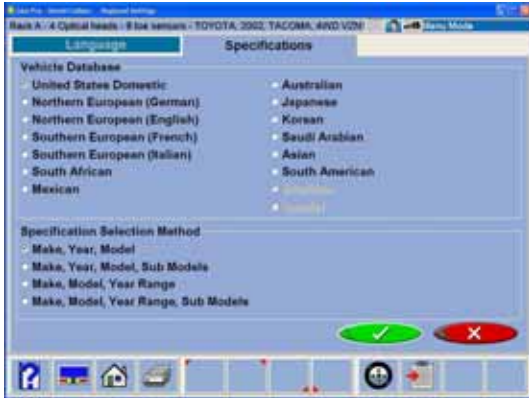 Rack A - 4 Optical heads - 8 toe sensors - TOYOTA, 2002, TACOMA, 4WD VZN
Menu Mode
Language
Specifications
Vehicle Database
United States Domestic
Northern European (German)
Northern European (English)
Southern European (French)
Southern European (Italian)
South African
Mexican
Australian
Japanese
Korean
Saudi Arabian
Asian
South American
Specification Selection Method
Make, Year, Model
Make, Year, Model, Sub Models
Make, Model, Year Range
Make, Model, Year Range, Sub Models